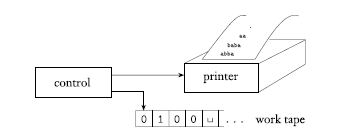 .
aa
baba
abba
printer
control
0 1 0 0 ␣ . . . work tape